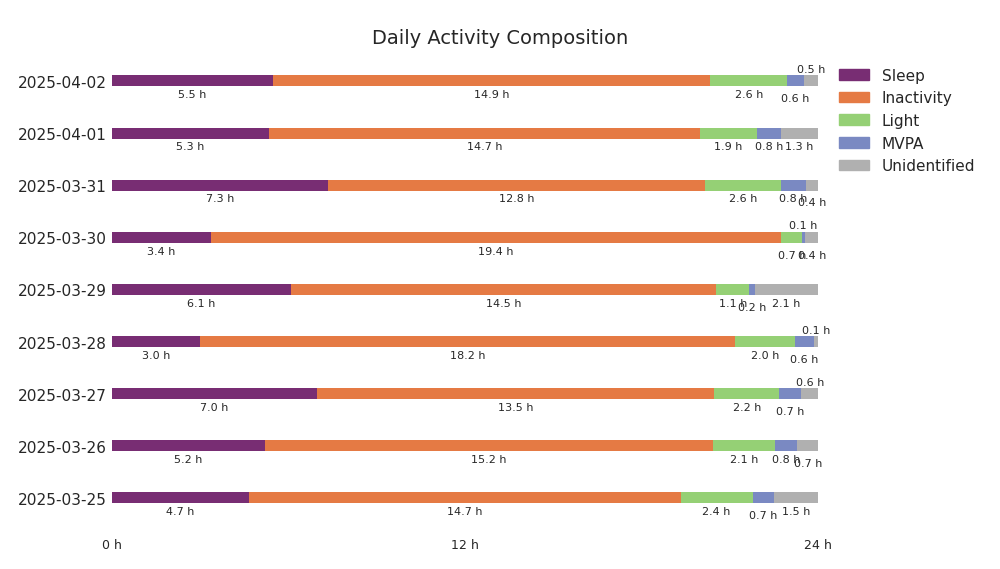 Daily Activity Composition
2025-04-02
5.5 h 14.9 h 2.6 h 0.6 h 0.5 h
2025-04-01
5.3 h 14.7 h 1.9 h 0.8 h 1.3 h
2025-03-31
7.3 h 12.8 h 2.6 h 0.8 h 0.4 h
2025-03-30
3.4 h 19.4 h 0.7 h 0.1 h 0.4 h
2025-03-29
6.1 h 14.5 h 1.1 h 0.2 h 2.1 h
2025-03-28
3.0 h 18.2 h 2.0 h 0.6 h 0.1 h
2025-03-27
7.0 h 13.5 h 2.2 h 0.7 h 0.6 h
2025-03-26
5.2 h 15.2 h 2.1 h 0.8 h 0.7 h
2025-03-25
4.7 h 14.7 h 2.4 h 0.7 h 1.5 h
0 h 12 h 24 h
Sleep
Inactivity
Light
MVPA
Unidentified